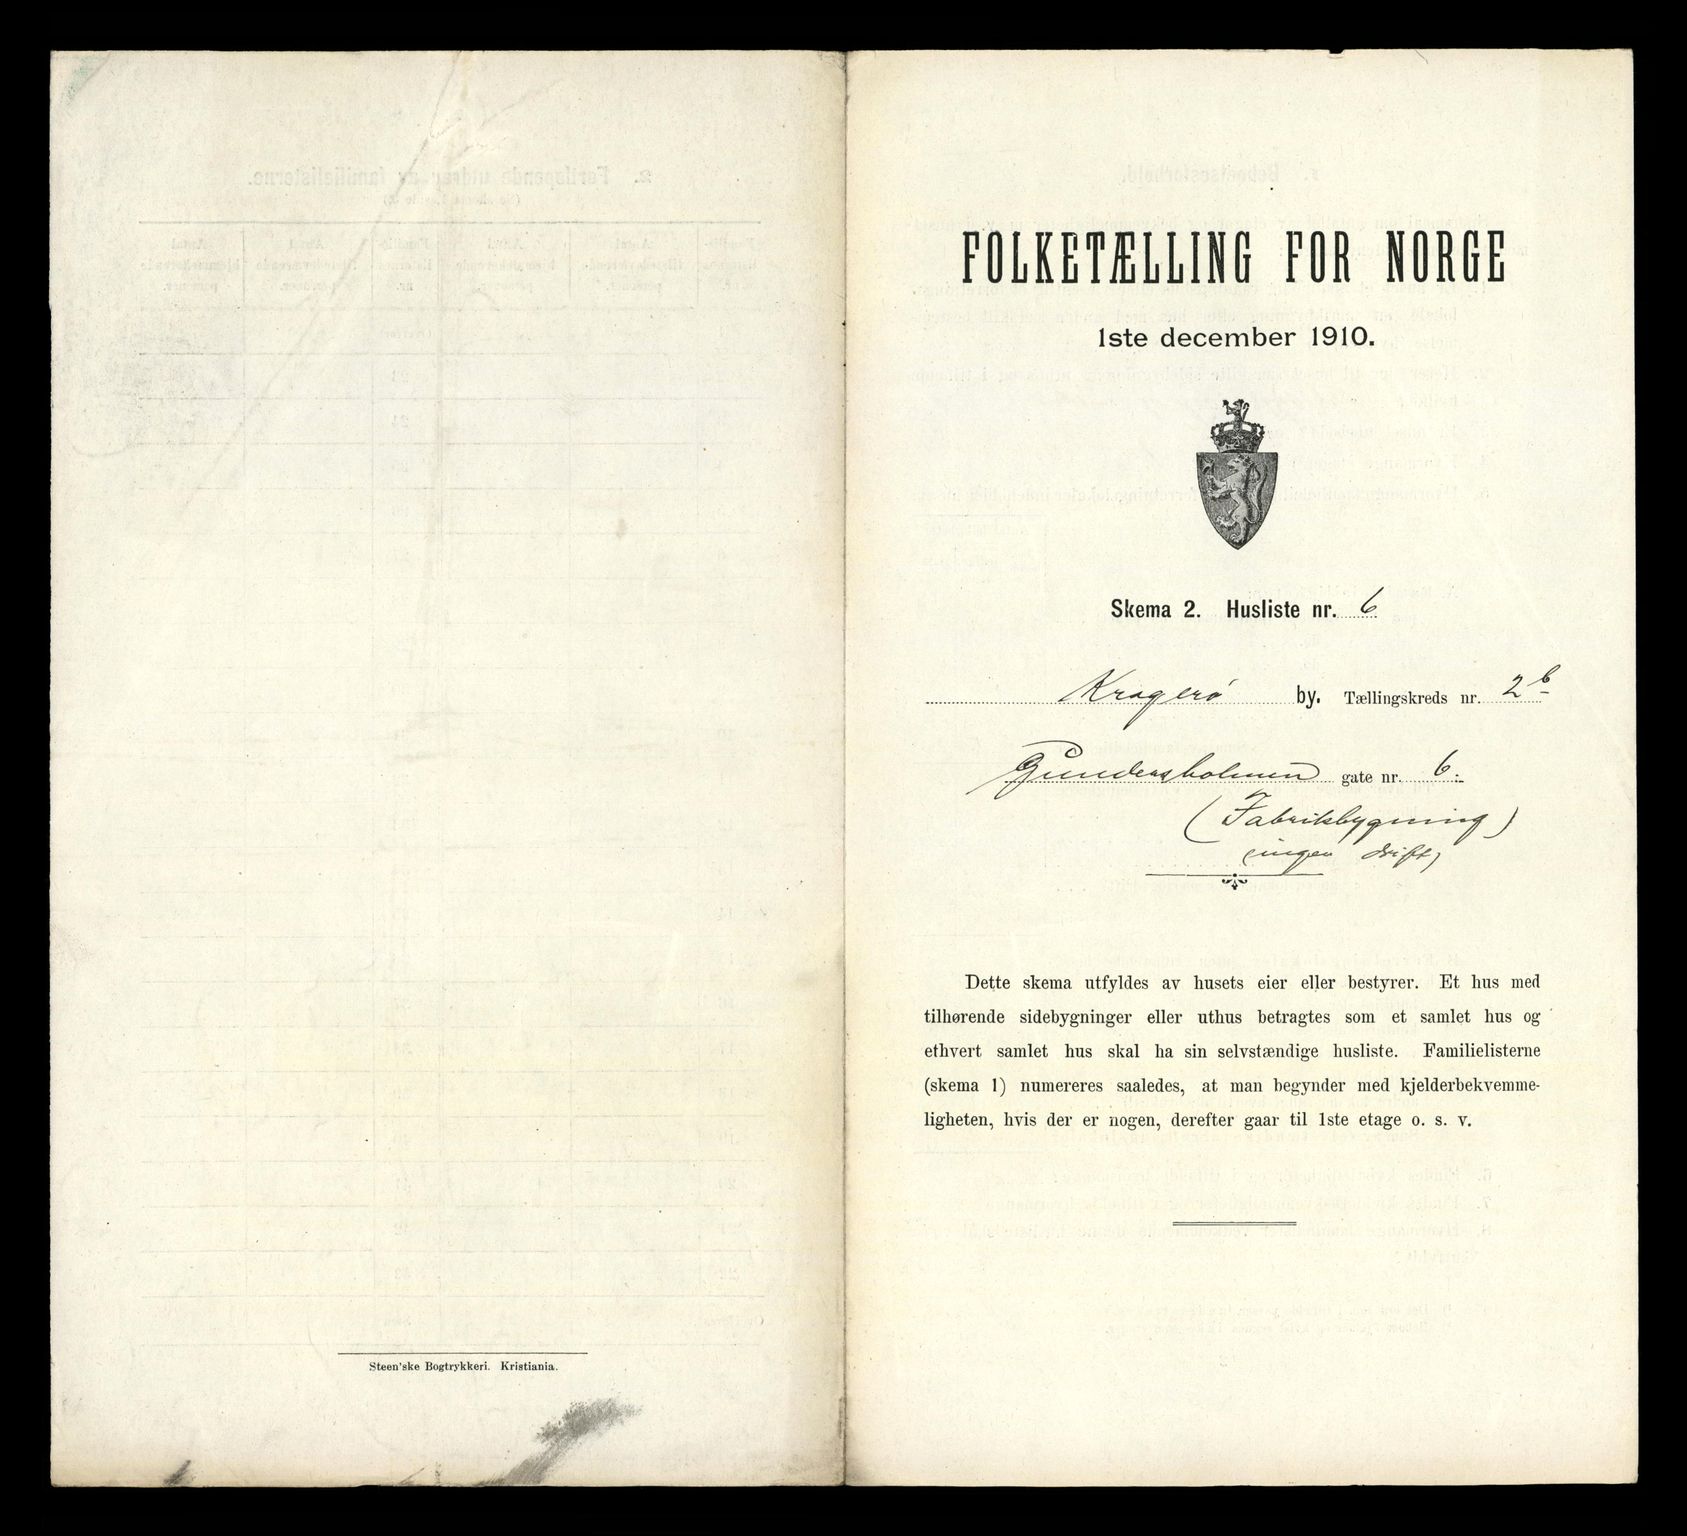 Steen'ske Bogtrykkeri. Kristiania.
FOLKETÆLLING FOR NORGE
1ste december 1910.
Skema 2. Husliste nr. 6
Kragerø by. Tællingskreds nr. 2b
Gundersholmen gate nr. 6.
(Fabrikbygning)
(ingen drift)
Dette skema utfyldes av husets eier eller bestyrer. Et hus med
tilhørende sidebygninger eller uthus betragtes som et samlet hus og
ethvert samlet hus skal ha sin selvstændige husliste. Familielisterne
(skema 1) numereres saaledes, at man begynder med kjelderbekvemme-
ligheten, hvis der er nogen, derefter gaar til 1ste etage o. s. v.